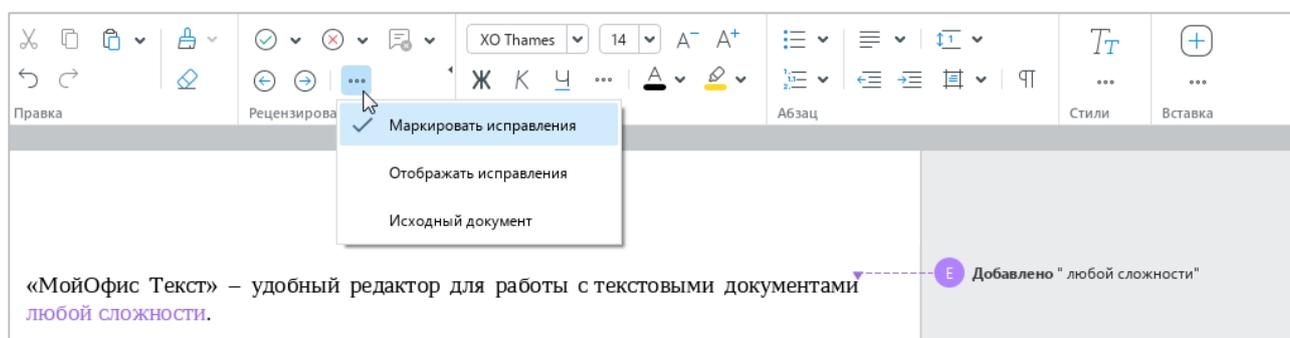 XO Thames
14
Ж К Ч
Правка
Рецензирова
Абзац
Стили
Вставка
Маркировать исправления
Отображать исправления
Исходный документ
«МойОфис Текст» – удобный редактор для работы с текстовыми документами
любой сложности.
E Добавлено " любой сложности"